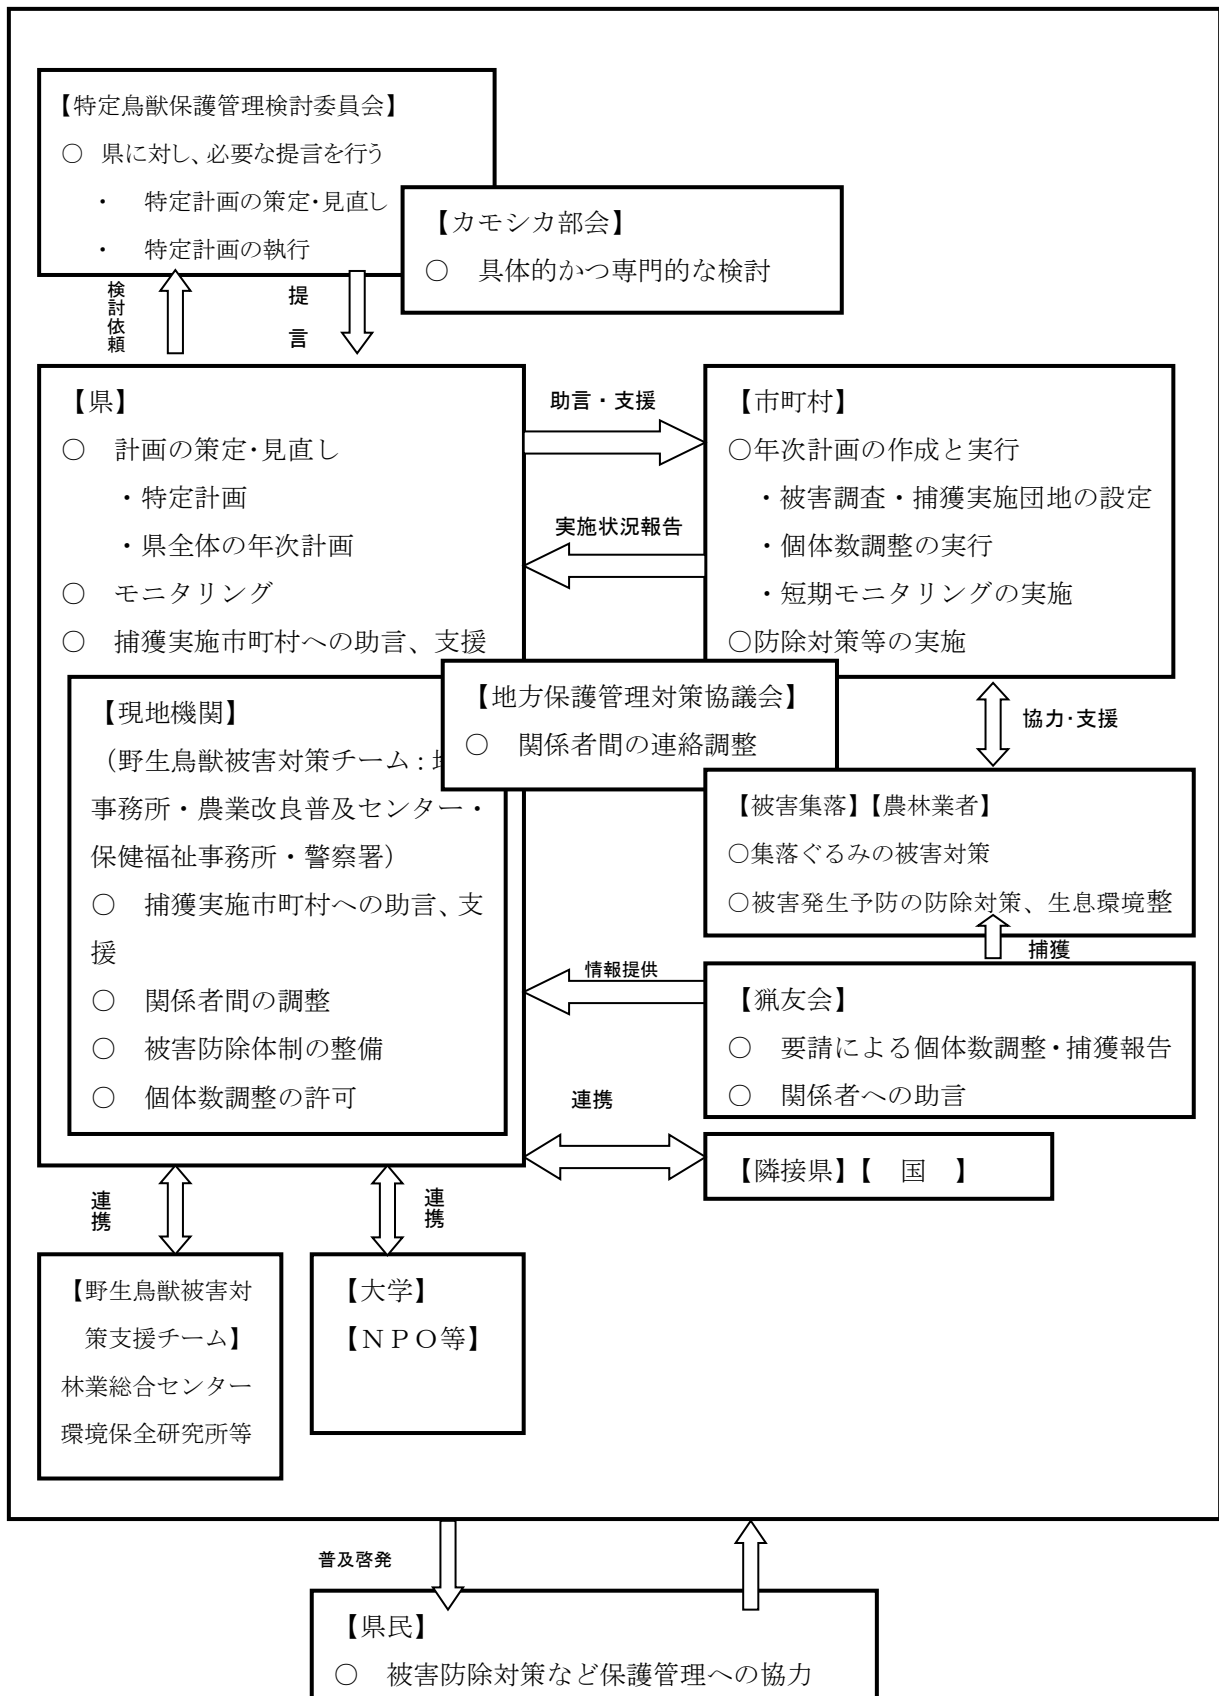 【特定鳥獣保護管理検討委員会】
○ 県に対し、必要な提言を行う
・ 特定計画の策定・見直し
・ 特定計画の執行
【カモシカ部会】
○ 具体的かつ専門的な検討
検討依頼
提言
【県】
○ 計画の策定・見直し
・特定計画
・県全体の年次計画
○ モニタリング
○ 捕獲実施市町村への助言、支援
助言・支援
実施状況報告
【市町村】
○年次計画の作成と実行
・被害調査・捕獲実施団地の設定
・個体数調整の実行
・短期モニタリングの実施
○防除対策等の実施
【地方保護管理対策協議会】
○ 関係者間の連絡調整
【現地機関】
（野生鳥獣被害対策チーム：
事務所・農業改良普及センター・
保健福祉事務所・警察署）
○ 捕獲実施市町村への助言、支
援
○ 関係者間の調整
○ 被害防除体制の整備
○ 個体数調整の許可
協力・支援
【被害集落】【農林業者】
○集落ぐるみの被害対策
○被害発生予防の防除対策、生息環境整
捕獲
情報提供
【猟友会】
○ 要請による個体数調整・捕獲報告
○ 関係者への助言
連携
【隣接県】【 国 】
連携
連携
【野生鳥獣被害対
策支援チーム】
林業総合センター
環境保全研究所等
【大学】
【ＮＰＯ等】
普及啓発
【県民】
○ 被害防除対策など保護管理への協力